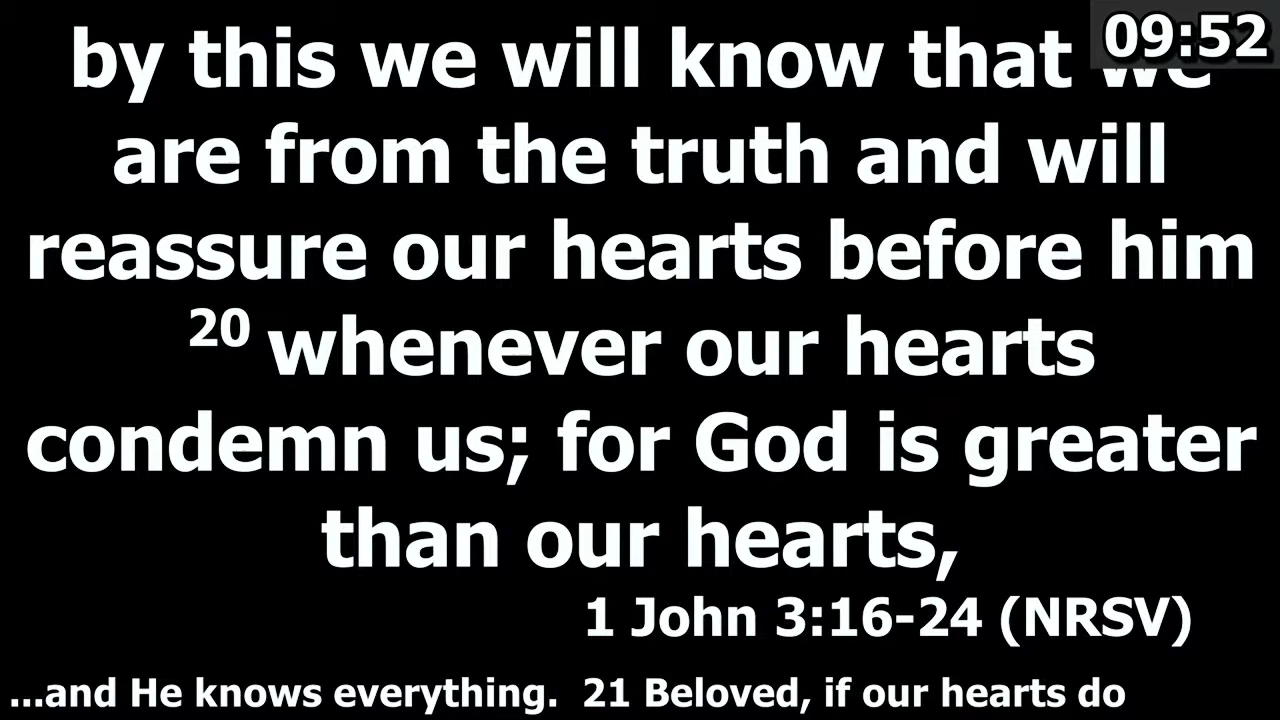 09:52
by this we will know that we
are from the truth and will
reassure our hearts before him
20 whenever our hearts
condemn us; for God is greater
than our hearts,
1 John 3:16-24 (NRSV)
...and He knows everything.  21 Beloved, if our hearts do